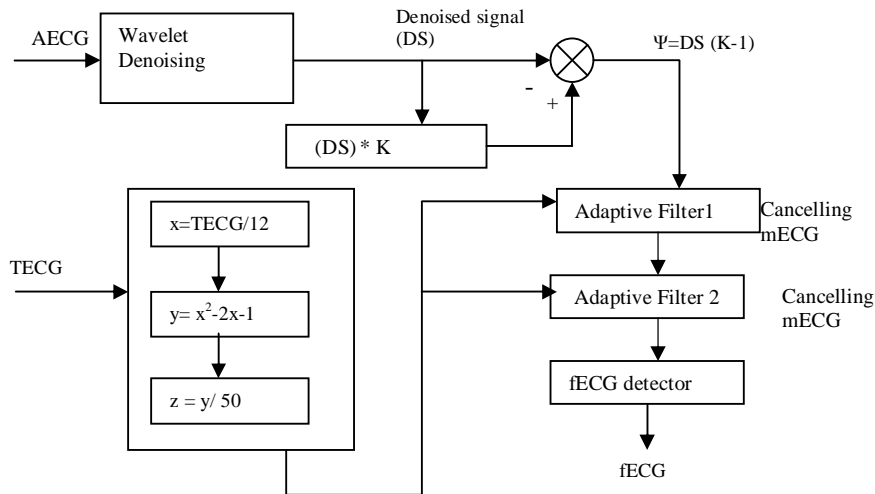 AECG
Wavelet
Denoising
Denoised signal
(DS)
Ψ=DS (K-1)
-
+
(DS) * K
x=TECG/12
Adaptive Filter1
Cancelling
mECG
TECG
y= x²-2x-1
Adaptive Filter 2
Cancelling
mECG
z = y/ 50
fECG detector
fECG